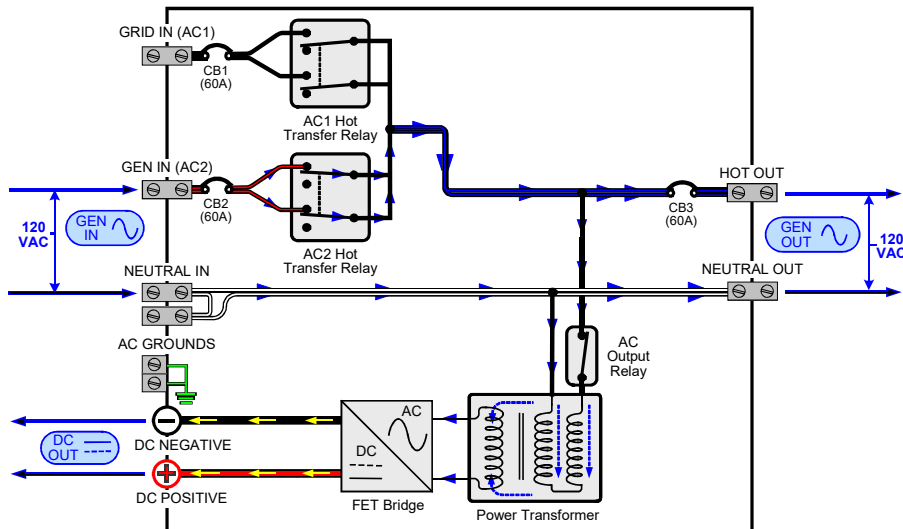 GRID IN (AC1)
CB1
(60A)
AC1 Hot
Transfer Relay
GEN IN (AC2)
CB2
(60A)
AC2 Hot
Transfer Relay
HOT OUT
CB3
(60A)
120
VAC
GEN
IN
GEN
OUT
120
VAC
NEUTRAL IN
NEUTRAL OUT
AC GROUNDS
AC
Output
Relay
DC
OUT
DC NEGATIVE
DC POSITIVE
AC
DC
FET Bridge
Power Transformer